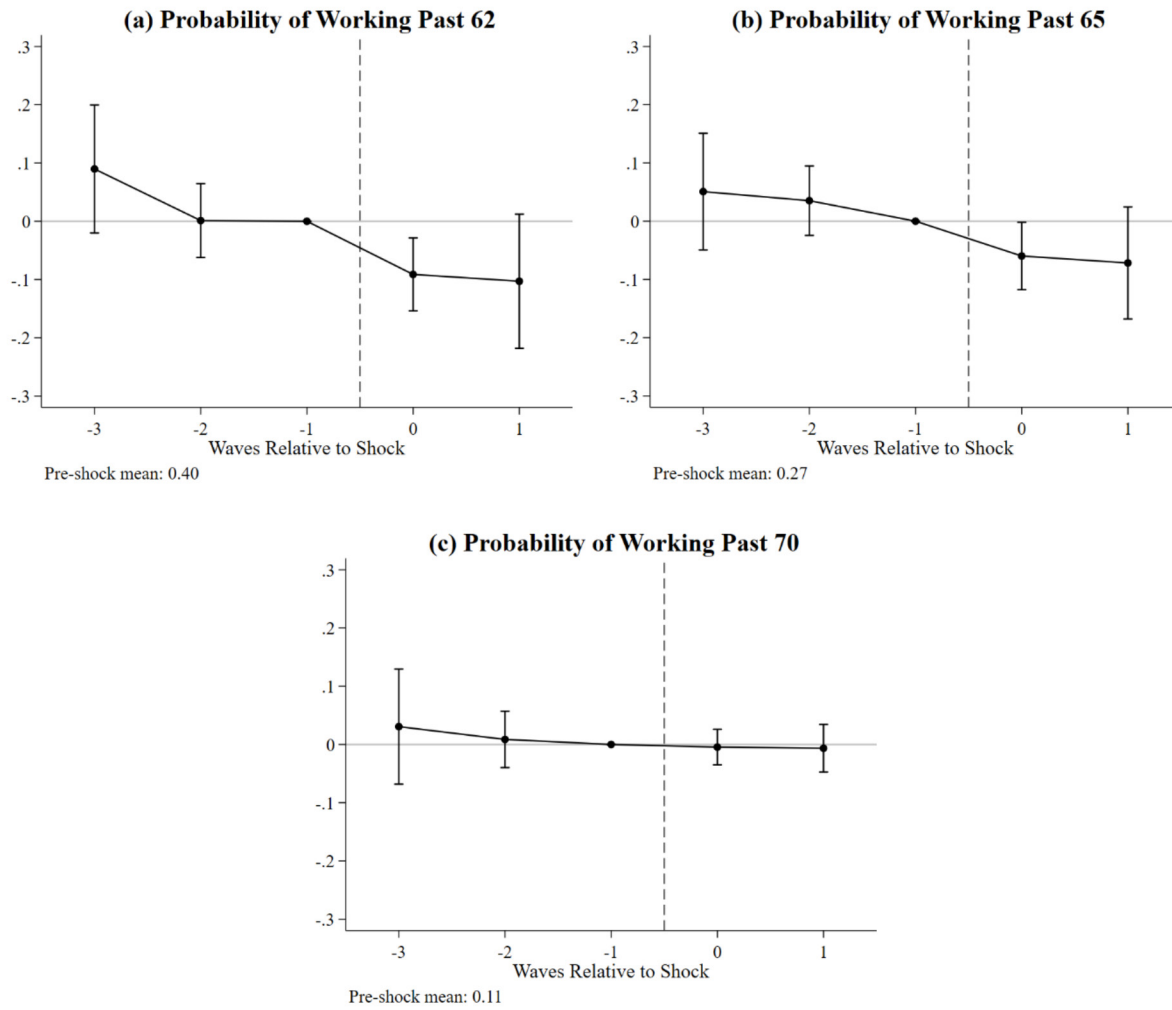 (a) Probability of Working Past 62
.3
.2
.1
0
-.1
-.2
-.3
-3 -2 -1 0 1
Waves Relative to Shock
Pre-shock mean: 0.40
(b) Probability of Working Past 65
.3
.2
.1
0
-.1
-.2
-.3
-3 -2 -1 0 1
Waves Relative to Shock
Pre-shock mean: 0.27
(c) Probability of Working Past 70
.3
.2
.1
0
-.1
-.2
-.3
-3 -2 -1 0 1
Waves Relative to Shock
Pre-shock mean: 0.11